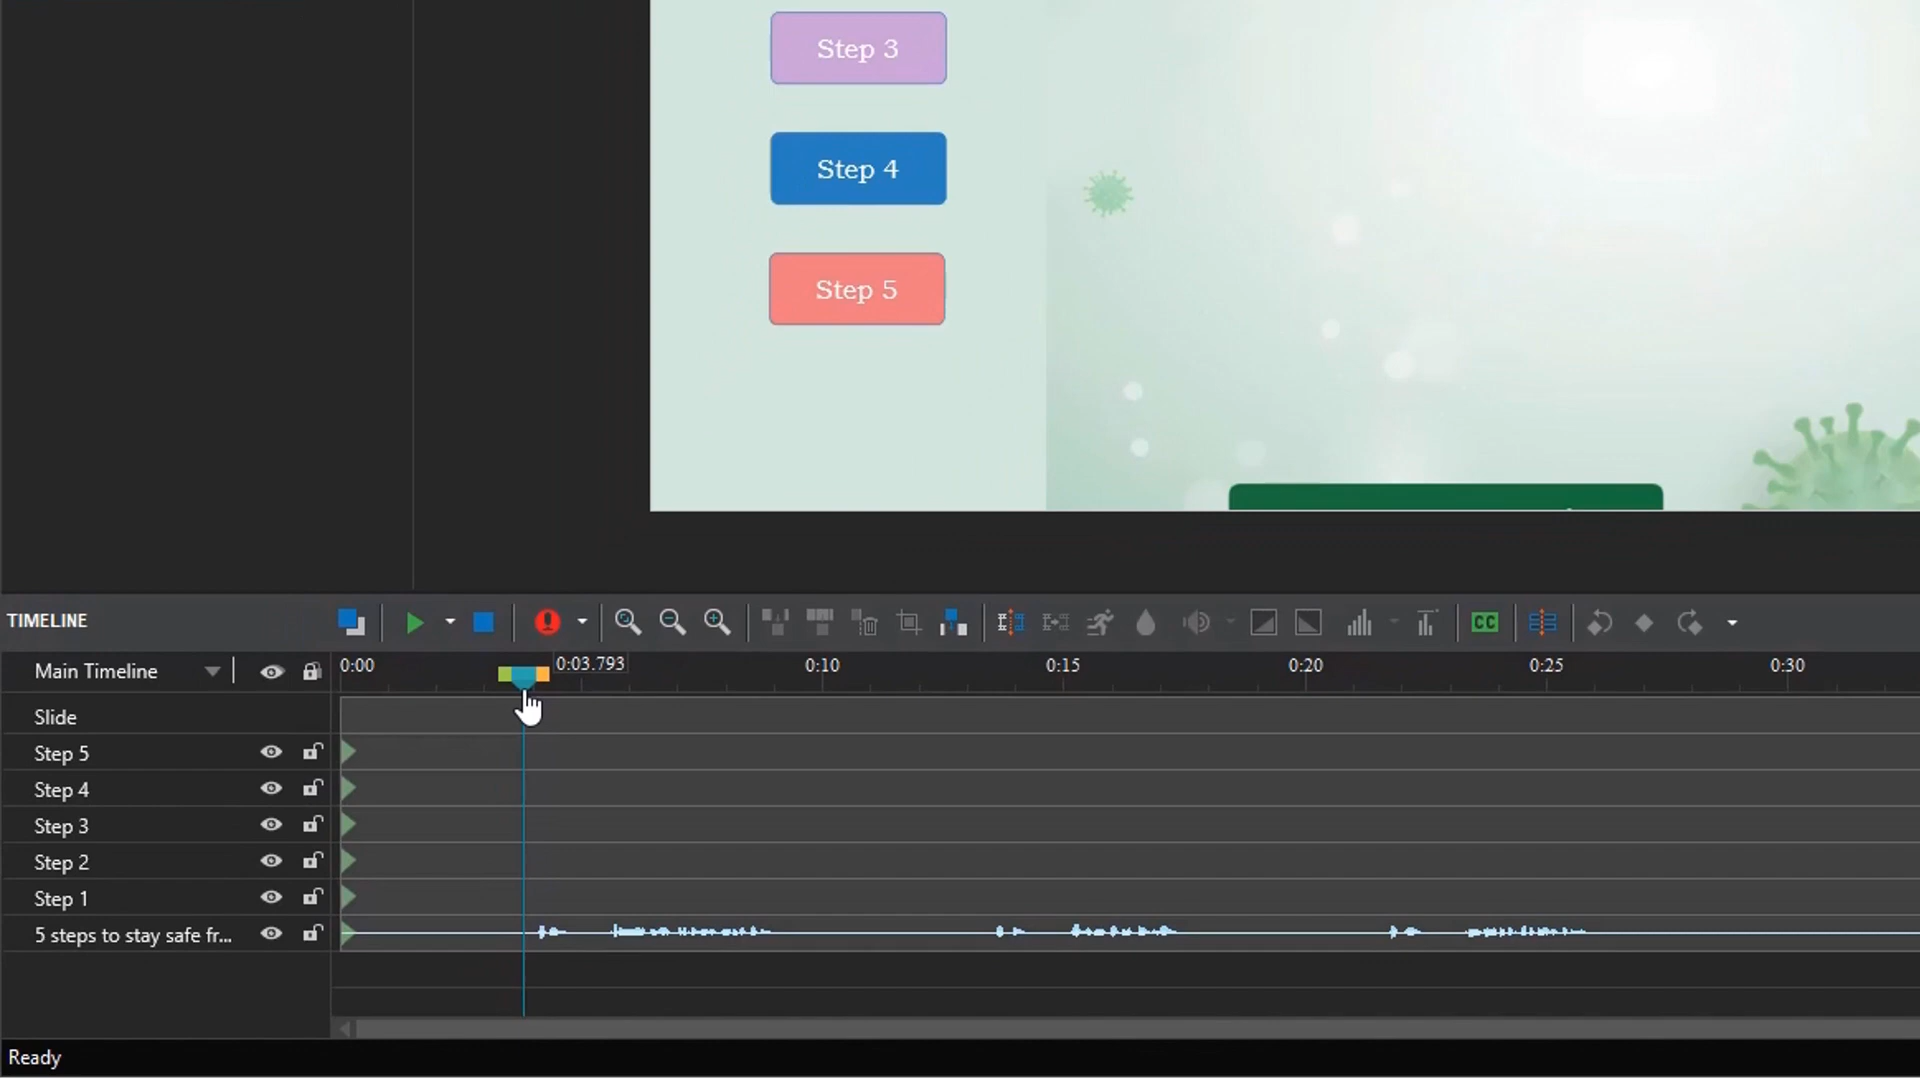 Step 3
Step 4
Step 5
TIMELINE
CC
Main Timeline
0:00
0:03.793
0:10
0:15
0:20
0:25
0:30
Slide
Step 5
Step 4
Step 3
Step 2
Step 1
5 steps to stay safe fr...
Ready